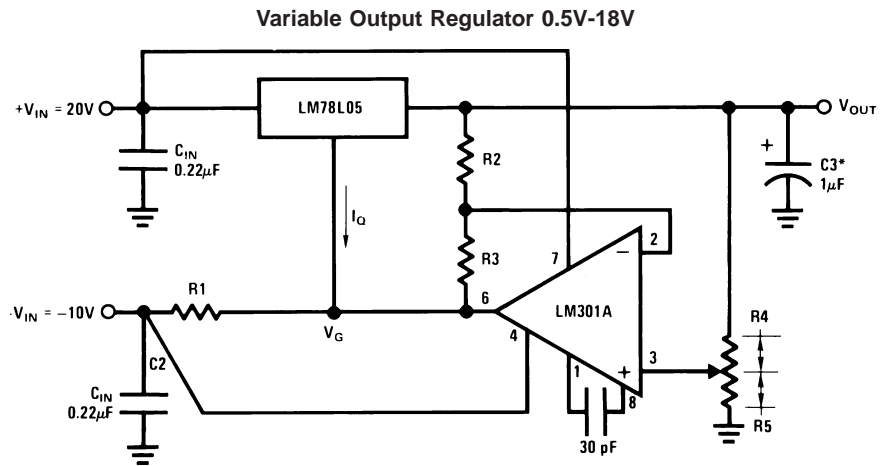 Variable Output Regulator 0.5V-18V
+VIN = 20V
LM78L05
VOUT
CIN
0.22μF
R2
+
C3*
1μF
IQ
R3
7
−
2
-VIN = −10V
R1
6
LM301A
R4
VG
4
C2
1
+
3
8
CIN
0.22μF
R5
30 pF